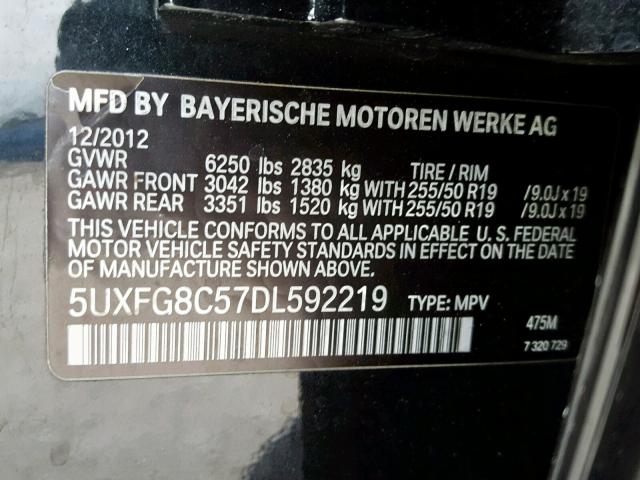 MFD BY BAYERISCHE MOTOREN WERKE AG
12/2012
GVWR 6250 lbs 2835 kg TIRE / RIM
GAWR FRONT 3042 lbs 1380 kg WITH 255/50 R19 /9.0J x 19
GAWR REAR 3351 lbs 1520 kg WITH 255/50 R19 /9.0J x 19
THIS VEHICLE CONFORMS TO ALL APPLICABLE U. S. FEDERAL
MOTOR VEHICLE SAFETY STANDARDS IN EFFECT ON THE DATE
OF MANUFACTURE SHOWN ABOVE.
5UXFG8C57DL592219 TYPE: MPV
475M
7 320 729